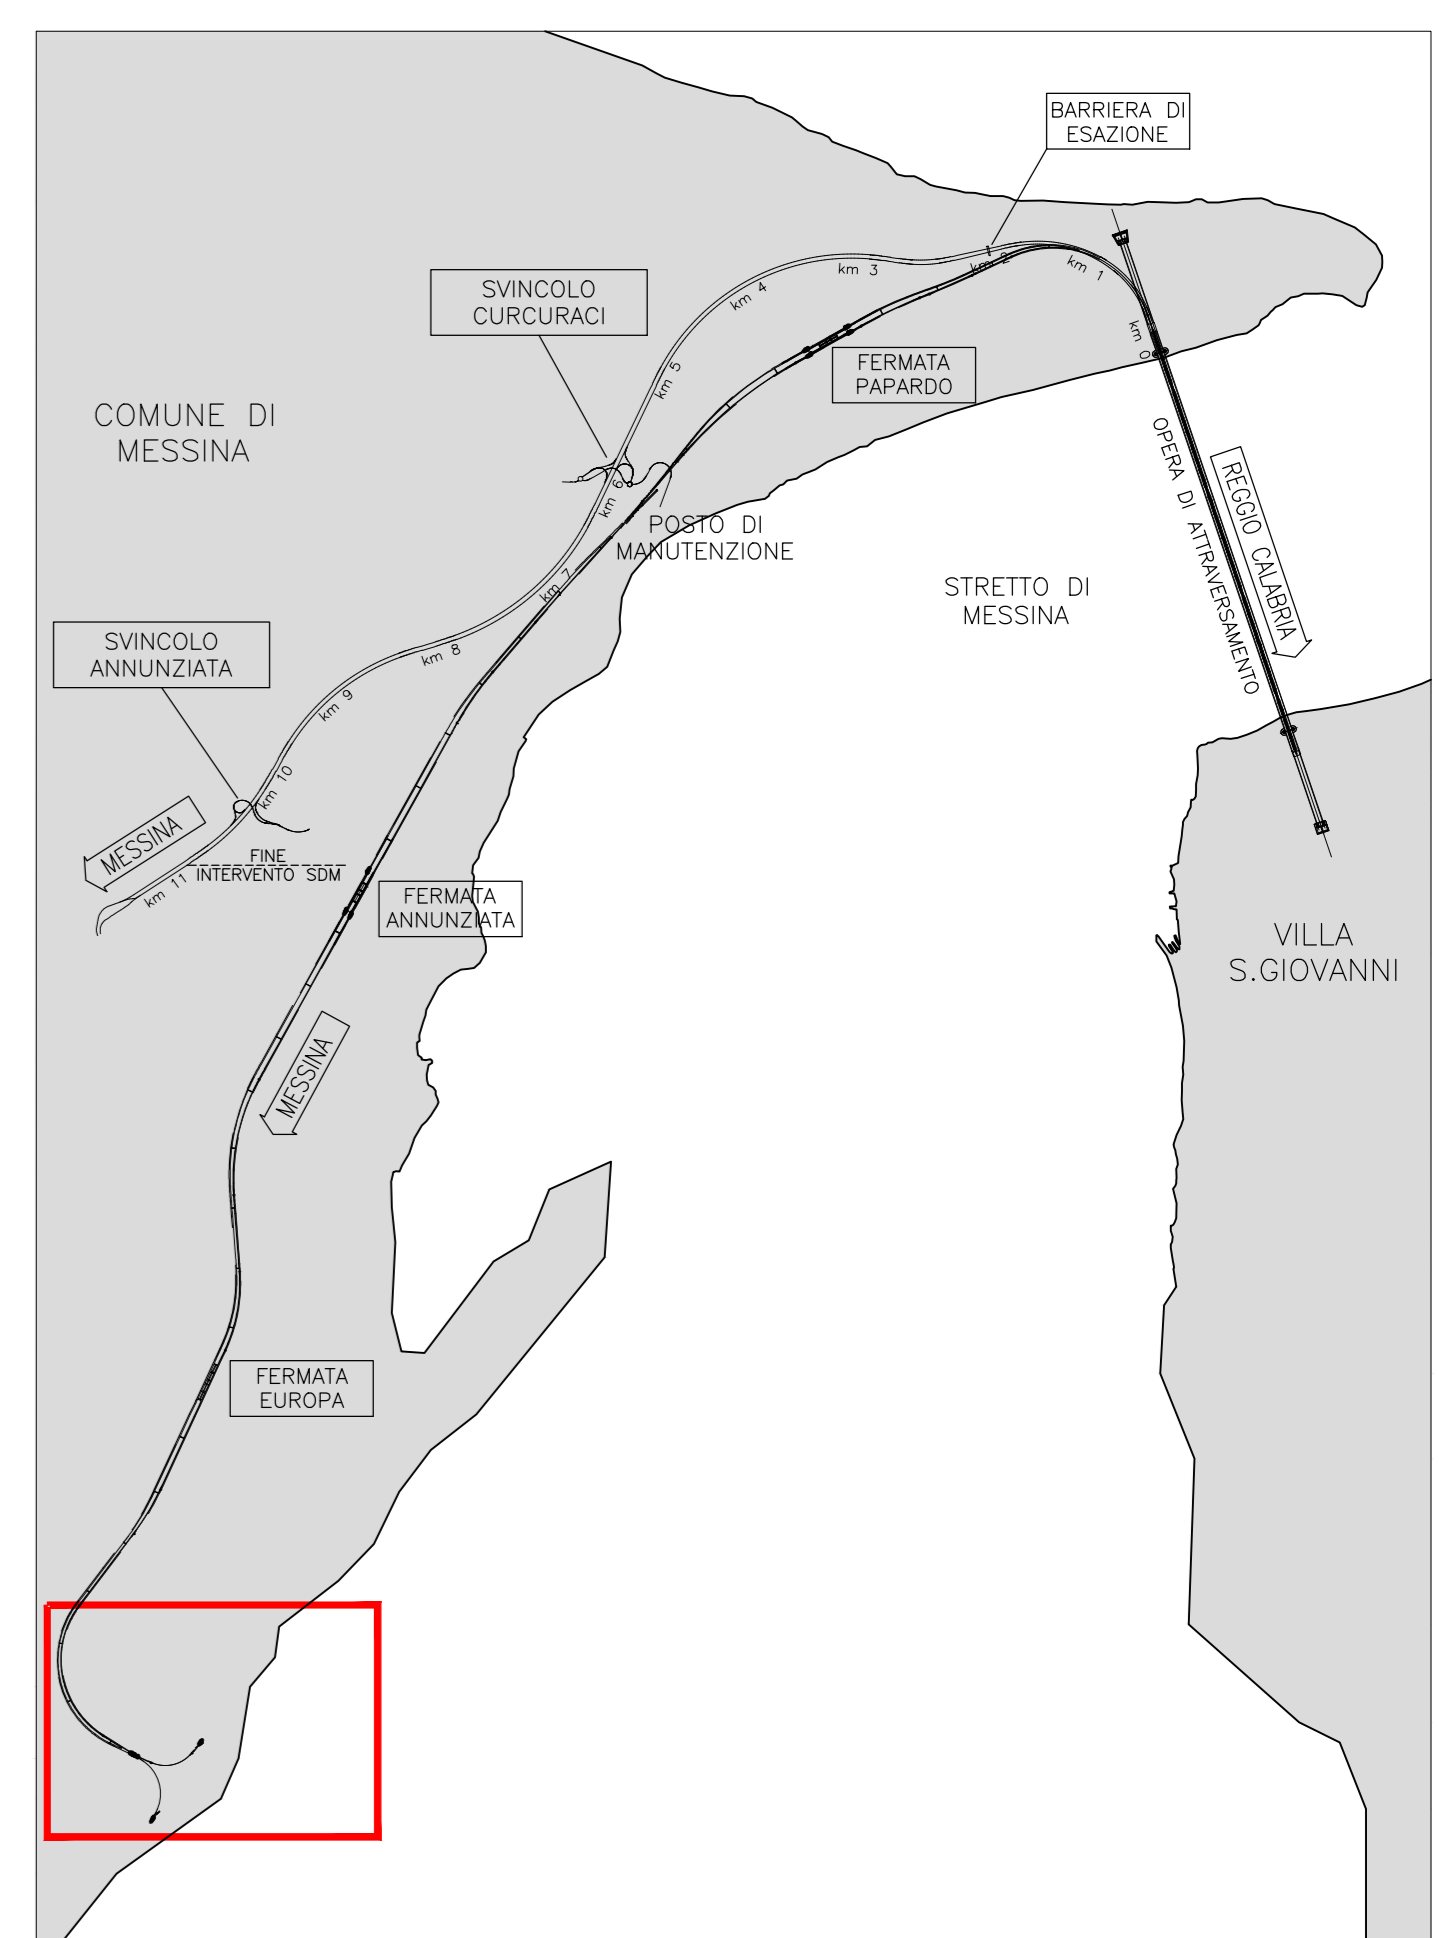 BARRIERA DI
ESAZIONE
km 3
km 2
km 1
km 0
SVINCOLO
CURCURACI
km 4
FERMATA
PAPARDO
km 5
COMUNE DI
MESSINA
km 6
POSTO DI
MANUTENZIONE
OPERA DI ATTRAVERSAMENTO
REGGIO CALABRIA
STRETTO DI
MESSINA
km 7
SVINCOLO
ANNUNZIATA
km 8
km 9
km 10
MESSINA
FINE
INTERVENTO SDM
km 11
FERMATA
ANNUNZIATA
VILLA
S.GIOVANNI
MESSINA
FERMATA
EUROPA